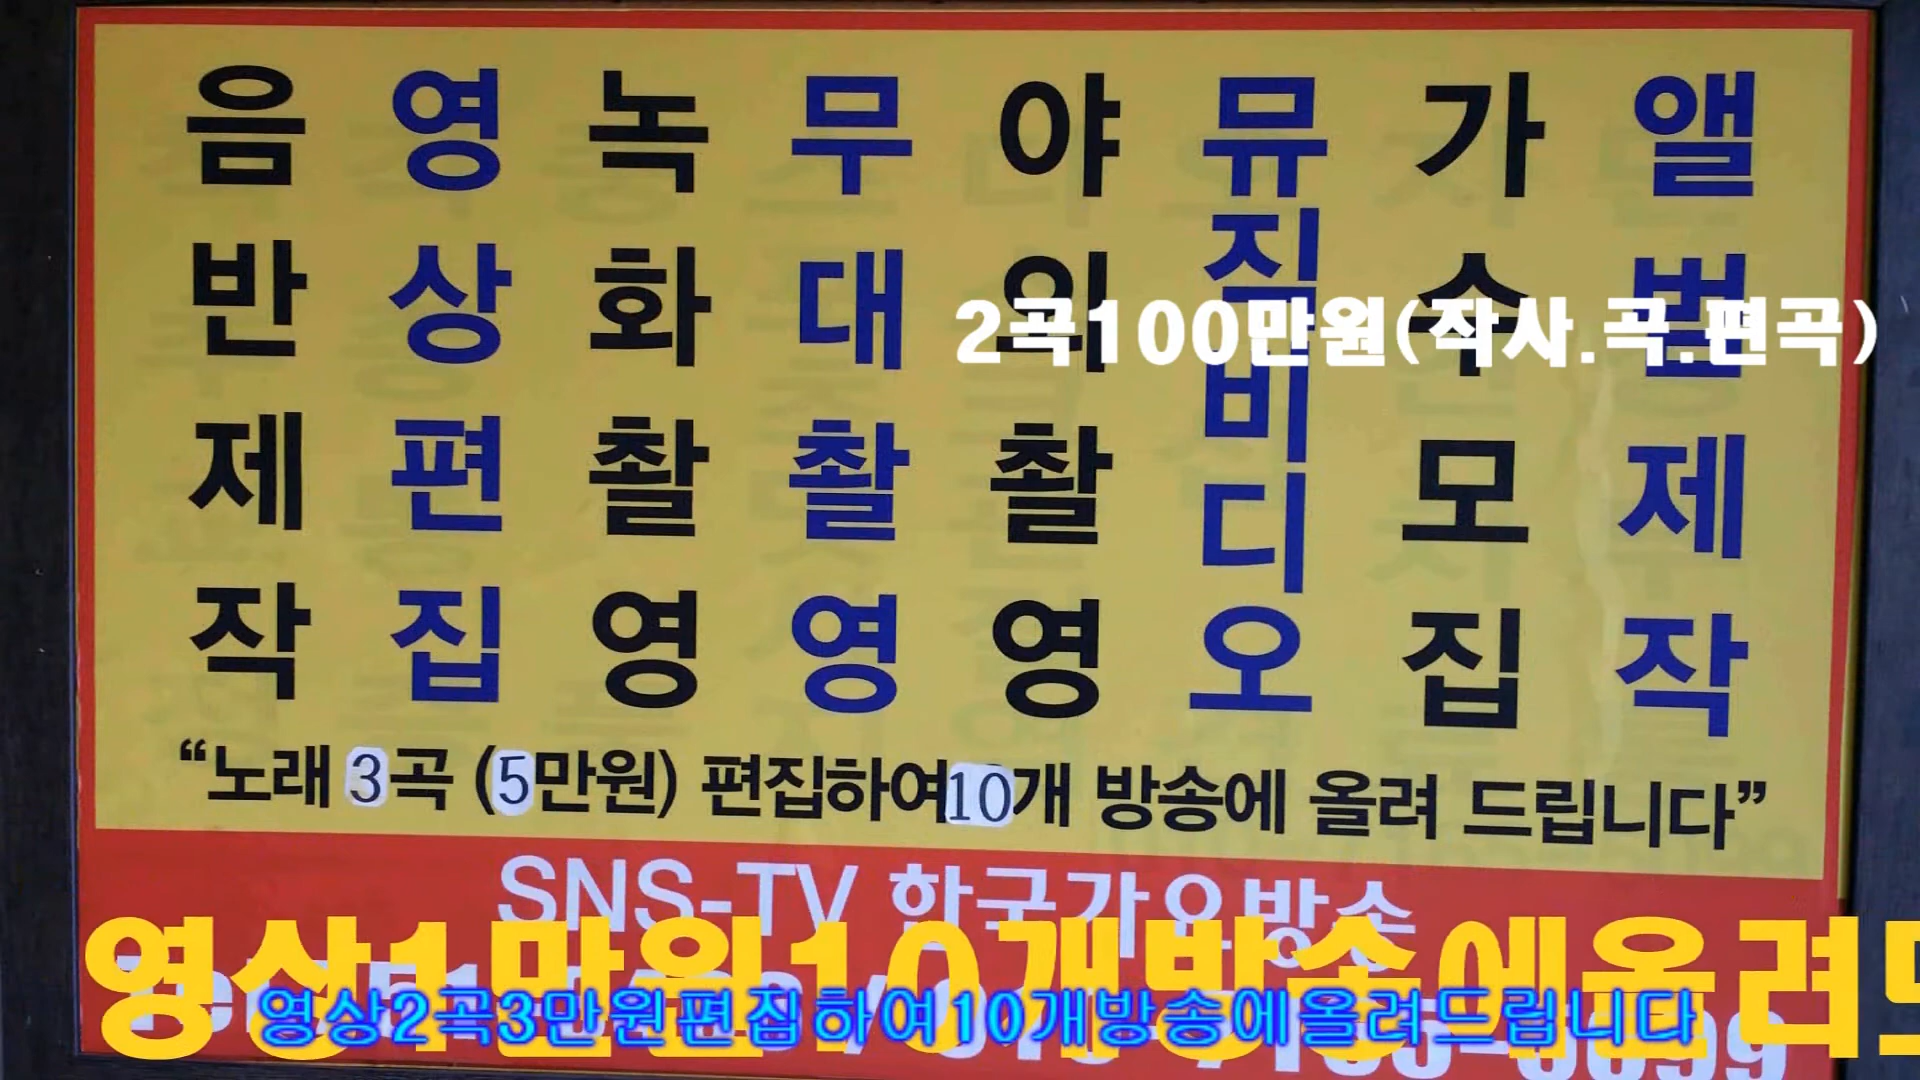 음반제작
영상편집
녹화촬영
무대촬영
야외촬영
뮤직비디오
가수모집
앨범제작
2곡100만원(작사.곡.편곡)
“노래 3곡 (5만원) 편집하여 10개 방송에 올려 드립니다”
SNS-TV 한국가요방송
영상1만원10개방송에올려드
영상2곡3만원편집하여10개방송에올려드립니다